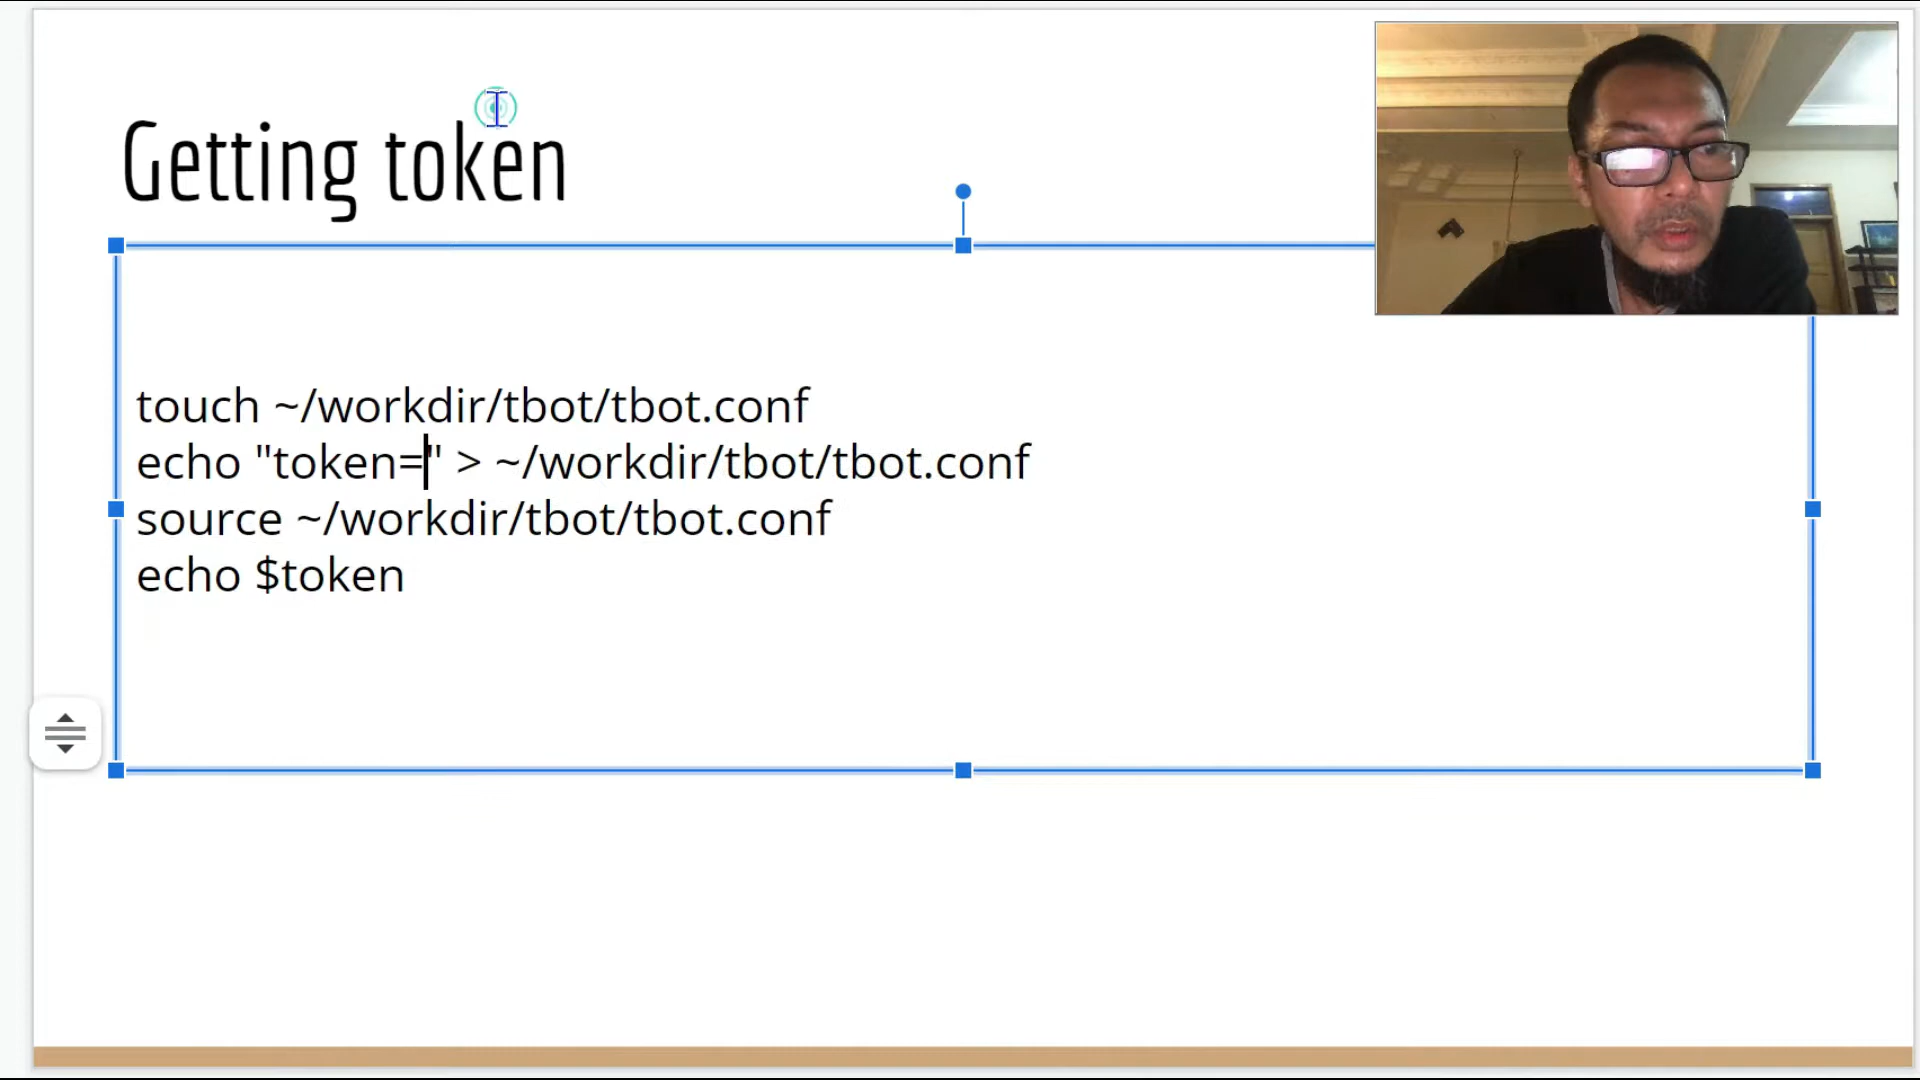 Getting token
touch ~/workdir/tbot/tbot.conf
echo "token=" > ~/workdir/tbot/tbot.conf
source ~/workdir/tbot/tbot.conf
echo $token